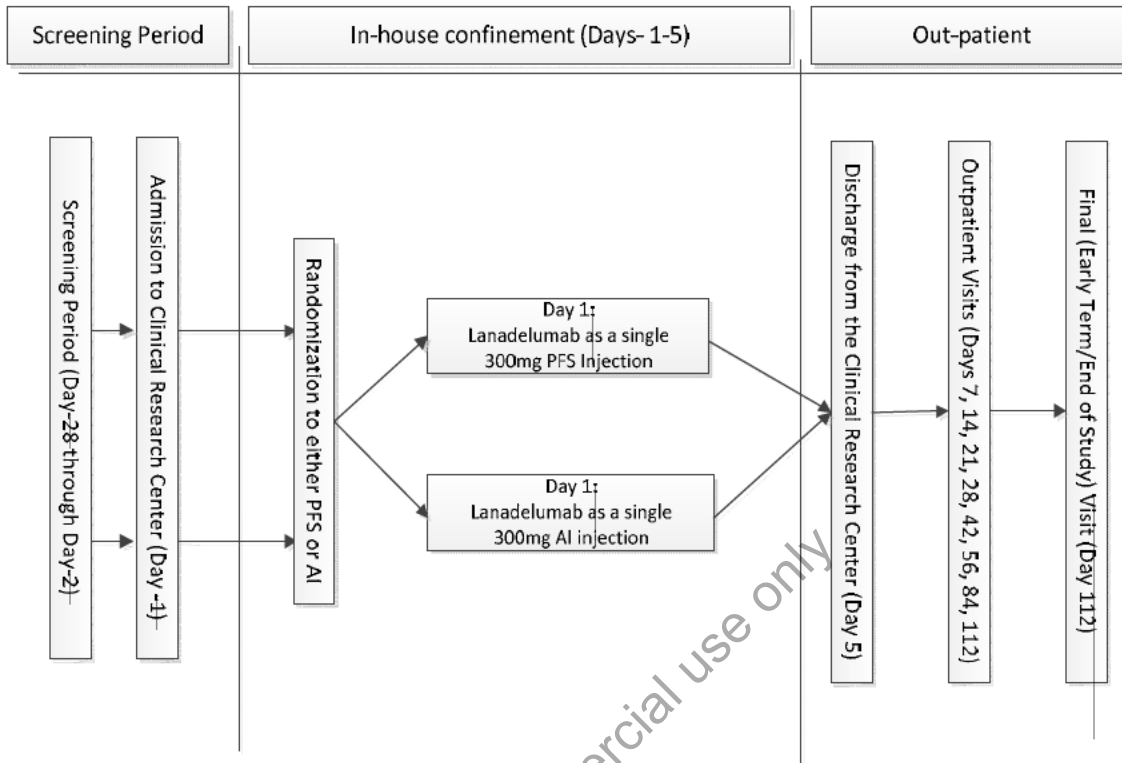 Screening Period
In-house confinement (Days- 1-5)
Out-patient
Screening Period (Day-28-through Day-2)
Admission to Clinical Research Center (Day -1)
Randomization to either PFS or AI
Day 1:
Lanadelumab as a single
300mg PFS Injection
Day 1:
Lanadelumab as a single
300mg AI injection
Discharge from the Clinical Research Center (Day 5)
Outpatient Visits (Days 7, 14, 21, 28, 42, 56, 84, 112)
Final (Early Term/End of Study) Visit (Day 112)
ercial use only